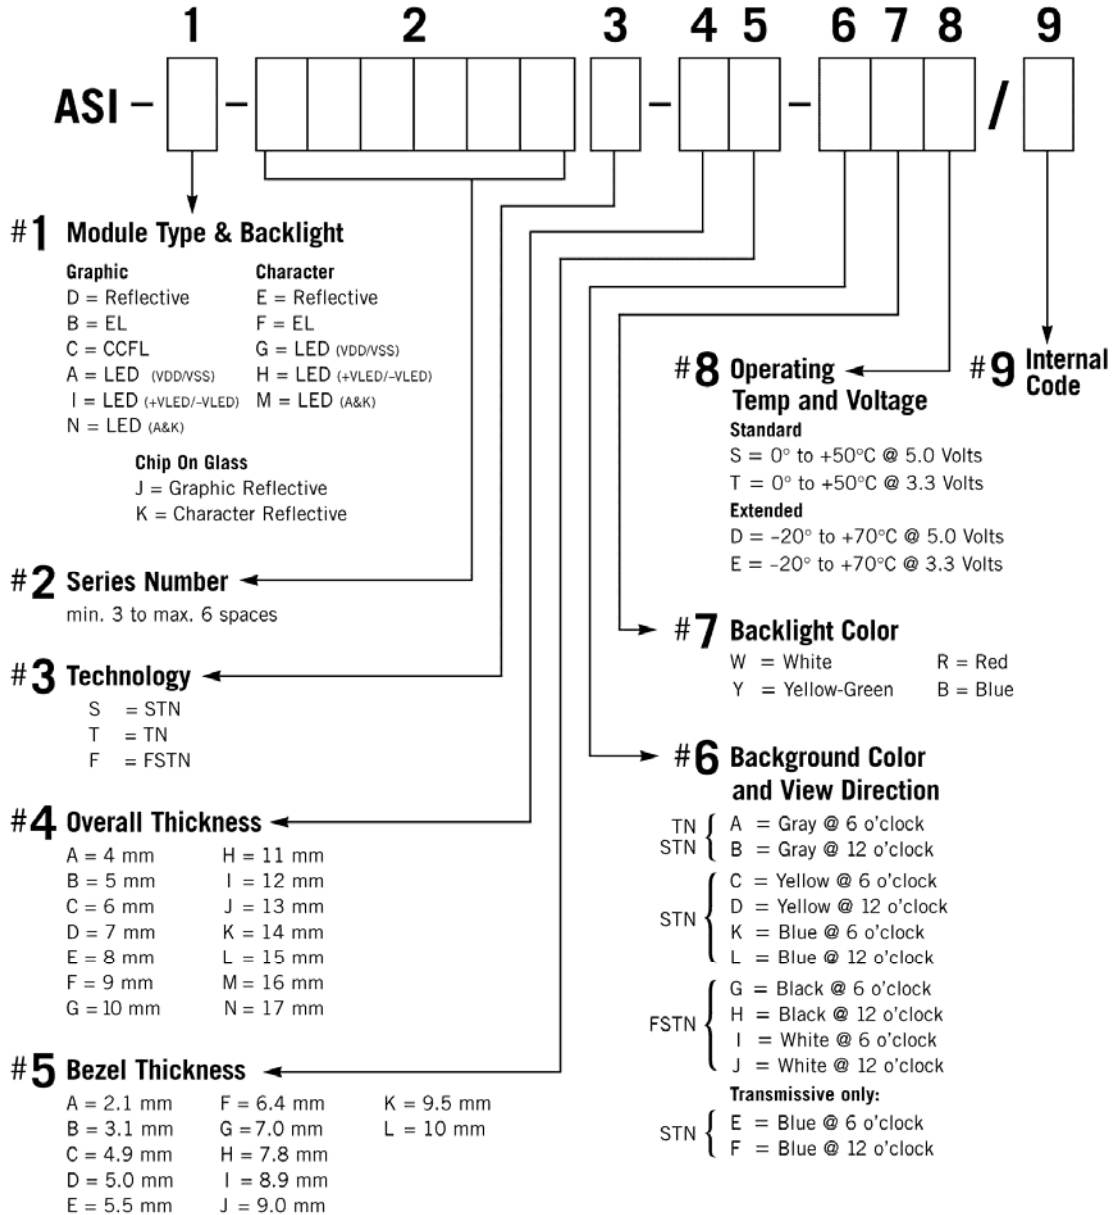 1 2 3 4 5 6 7 8 9
ASI – – – – /
#1 Module Type & Backlight
Graphic Character
D = Reflective E = Reflective
B = EL F = EL
C = CCFL G = LED (VDD/VSS)
A = LED (VDD/VSS) H = LED (+VLED/–VLED)
I = LED (+VLED/–VLED) M = LED (A&K)
N = LED (A&K)
Chip On Glass
J = Graphic Reflective
K = Character Reflective
#2 Series Number
min. 3 to max. 6 spaces
#3 Technology
S = STN
T = TN
F = FSTN
#4 Overall Thickness
A = 4 mm H = 11 mm
B = 5 mm I = 12 mm
C = 6 mm J = 13 mm
D = 7 mm K = 14 mm
E = 8 mm L = 15 mm
F = 9 mm M = 16 mm
G = 10 mm N = 17 mm
#5 Bezel Thickness
A = 2.1 mm F = 6.4 mm K = 9.5 mm
B = 3.1 mm G = 7.0 mm L = 10 mm
C = 4.9 mm H = 7.8 mm
D = 5.0 mm I = 8.9 mm
E = 5.5 mm J = 9.0 mm
#8 Operating
Temp and Voltage
Standard
S = 0° to +50°C @ 5.0 Volts
T = 0° to +50°C @ 3.3 Volts
Extended
D = –20° to +70°C @ 5.0 Volts
E = –20° to +70°C @ 3.3 Volts
#9 Internal
Code
#7 Backlight Color
W = White R = Red
Y = Yellow-Green B = Blue
#6 Background Color
and View Direction
TN A = Gray @ 6 o'clock
STN B = Gray @ 12 o'clock
C = Yellow @ 6 o'clock
STN D = Yellow @ 12 o'clock
K = Blue @ 6 o'clock
L = Blue @ 12 o'clock
G = Black @ 6 o'clock
FSTN H = Black @ 12 o'clock
I = White @ 6 o'clock
J = White @ 12 o'clock
Transmissive only:
STN E = Blue @ 6 o'clock
F = Blue @ 12 o'clock